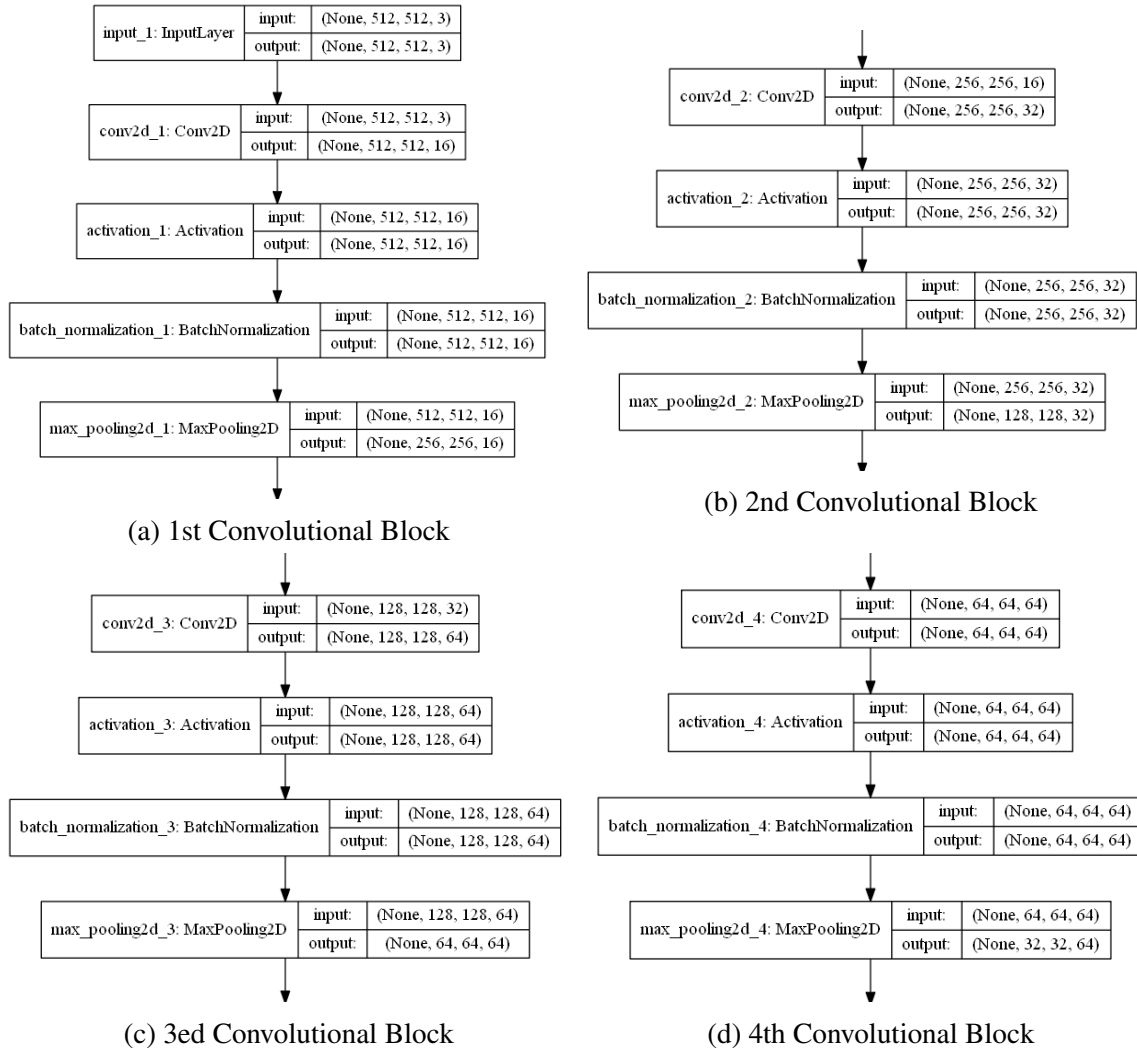 input_1: InputLayer input: (None, 512, 512, 3)
output: (None, 512, 512, 3)
conv2d_1: Conv2D input: (None, 512, 512, 3)
output: (None, 512, 512, 16)
activation_1: Activation input: (None, 512, 512, 16)
output: (None, 512, 512, 16)
batch_normalization_1: BatchNormalization input: (None, 512, 512, 16)
output: (None, 512, 512, 16)
max_pooling2d_1: MaxPooling2D input: (None, 512, 512, 16)
output: (None, 256, 256, 16)
(a) 1st Convolutional Block
conv2d_2: Conv2D input: (None, 256, 256, 16)
output: (None, 256, 256, 32)
activation_2: Activation input: (None, 256, 256, 32)
output: (None, 256, 256, 32)
batch_normalization_2: BatchNormalization input: (None, 256, 256, 32)
output: (None, 256, 256, 32)
max_pooling2d_2: MaxPooling2D input: (None, 256, 256, 32)
output: (None, 128, 128, 32)
(b) 2nd Convolutional Block
conv2d_3: Conv2D input: (None, 128, 128, 32)
output: (None, 128, 128, 64)
activation_3: Activation input: (None, 128, 128, 64)
output: (None, 128, 128, 64)
batch_normalization_3: BatchNormalization input: (None, 128, 128, 64)
output: (None, 128, 128, 64)
max_pooling2d_3: MaxPooling2D input: (None, 128, 128, 64)
output: (None, 64, 64, 64)
(c) 3ed Convolutional Block
conv2d_4: Conv2D input: (None, 64, 64, 64)
output: (None, 64, 64, 64)
activation_4: Activation input: (None, 64, 64, 64)
output: (None, 64, 64, 64)
batch_normalization_4: BatchNormalization input: (None, 64, 64, 64)
output: (None, 64, 64, 64)
max_pooling2d_4: MaxPooling2D input: (None, 64, 64, 64)
output: (None, 32, 32, 64)
(d) 4th Convolutional Block